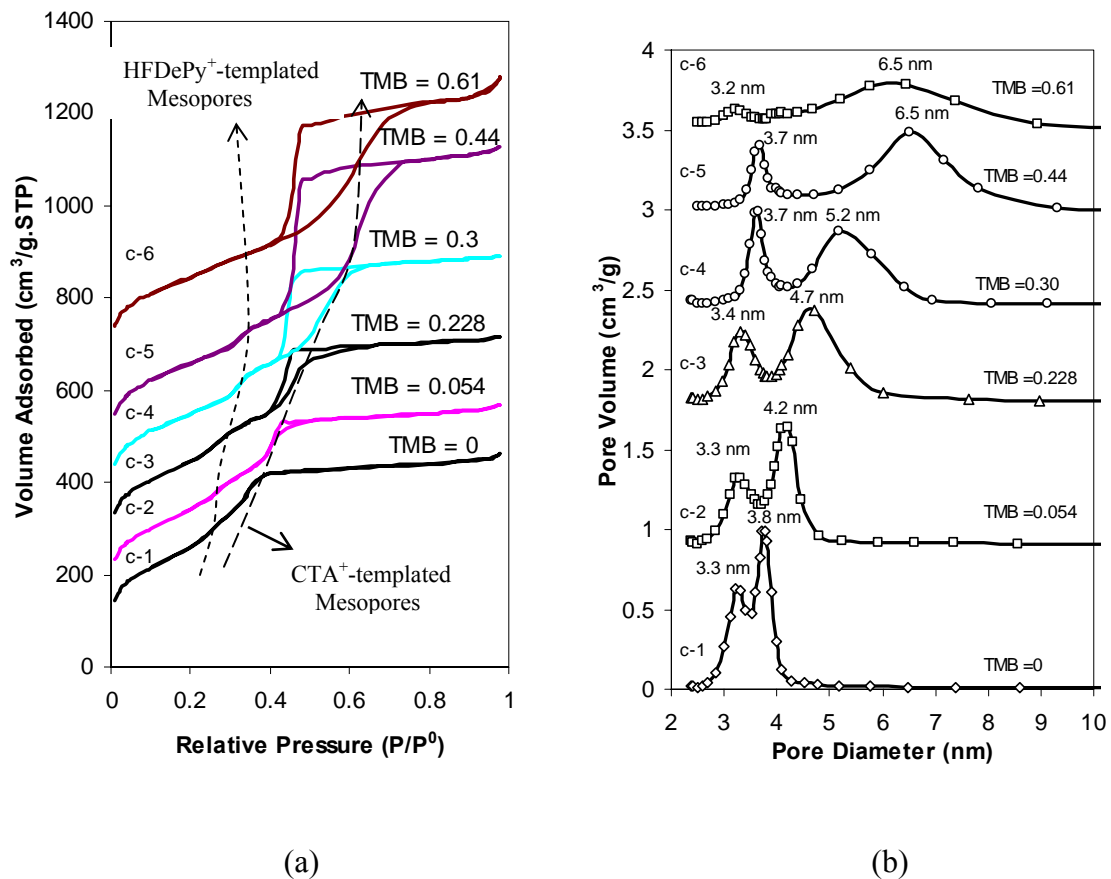 1400
1200
1000
800
600
400
200
0
Volume Adsorbed (cm³/g.STP)
HFDePy⁺-templated
Mesopores
TMB = 0.61
TMB = 0.44
TMB = 0.3
TMB = 0.228
TMB = 0.054
TMB = 0
c-6
c-5
c-4
c-3
c-2
c-1
CTA⁺-templated
Mesopores
0 0.2 0.4 0.6 0.8 1
Relative Pressure (P/P⁰)
(a)
4
3.5
3
2.5
2
1.5
1
0.5
0
Pore Volume (cm³/g)
c-6
3.2 nm
6.5 nm
TMB =0.61
c-5
3.7 nm
6.5 nm
TMB =0.44
c-4
3.7 nm
5.2 nm
TMB =0.30
c-3
3.4 nm
4.7 nm
TMB=0.228
c-2
3.3 nm
4.2 nm
TMB=0.054
c-1
3.3 nm
3.8 nm
TMB=0
2 3 4 5 6 7 8 9 10
Pore Diameter (nm)
(b)